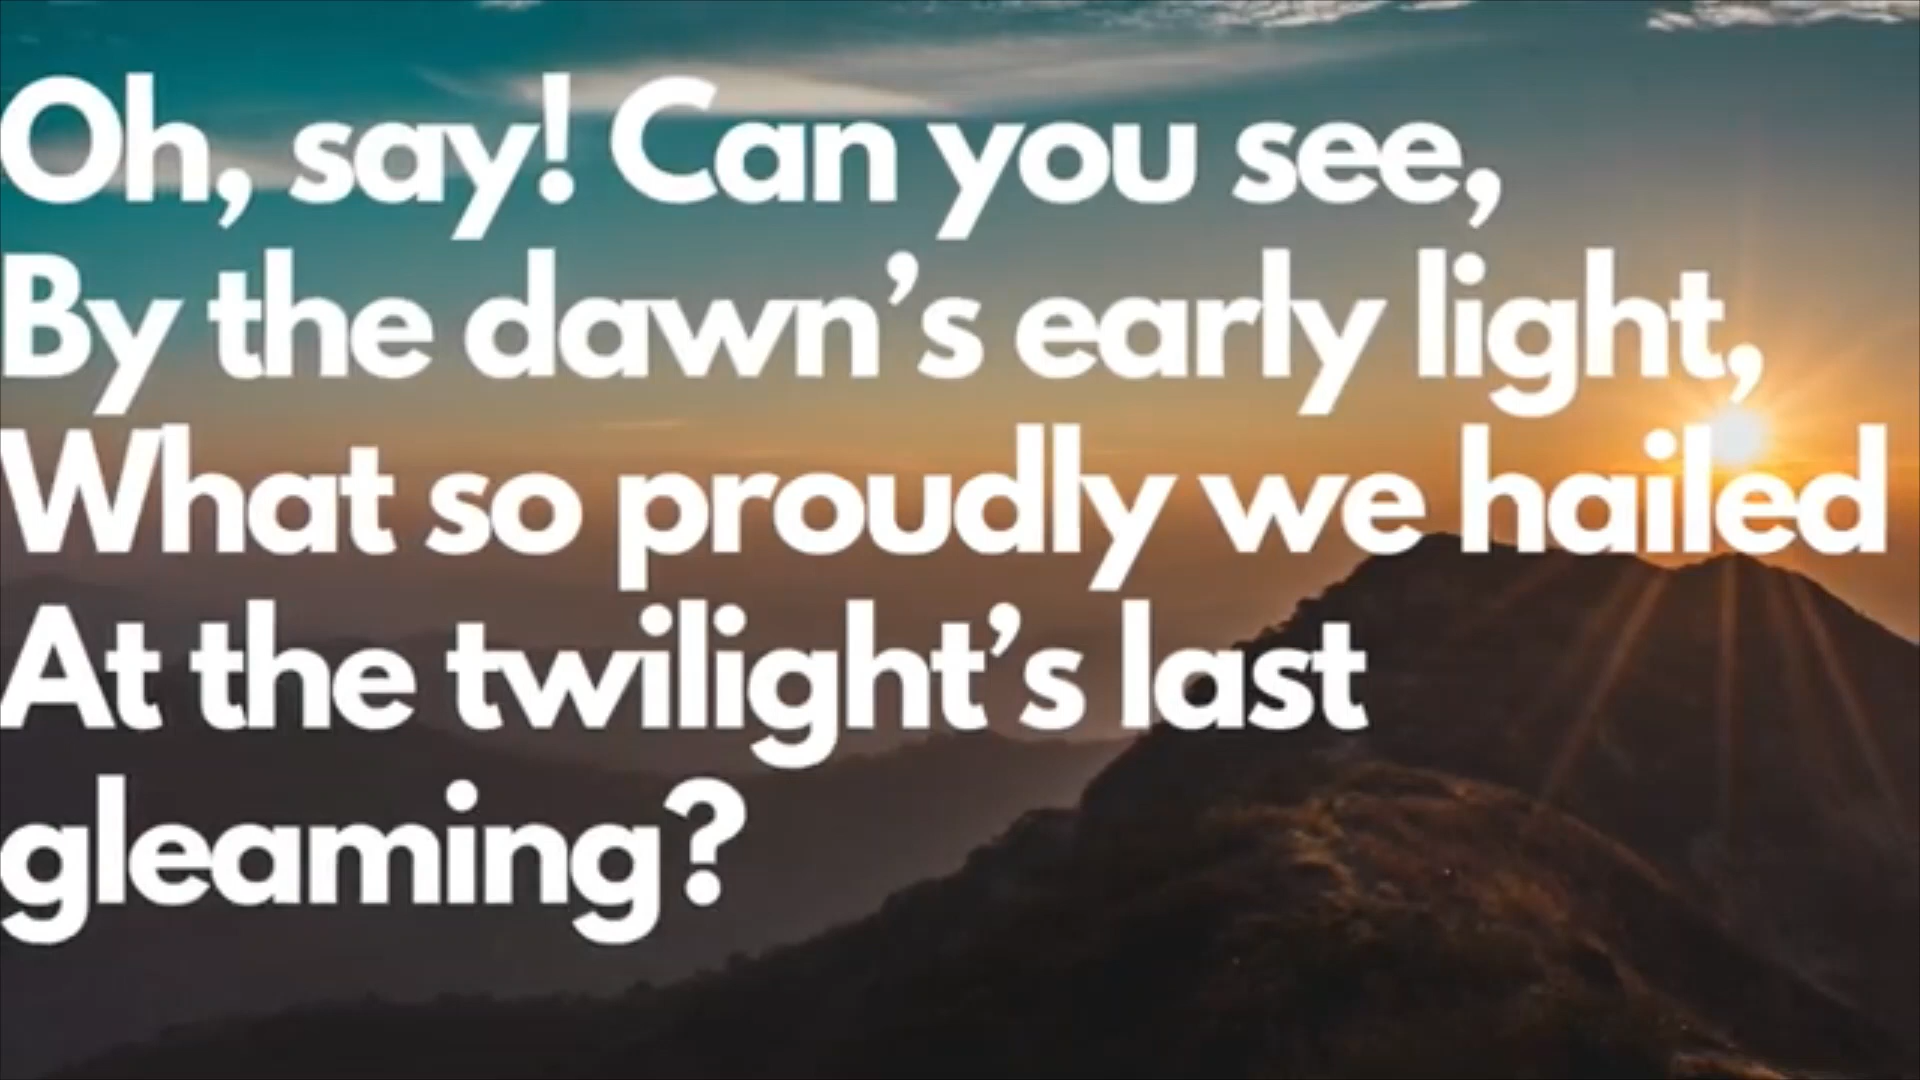 Oh, say! Can you see,
By the dawn’s early light,
What so proudly we hailed
At the twilight’s last
gleaming?